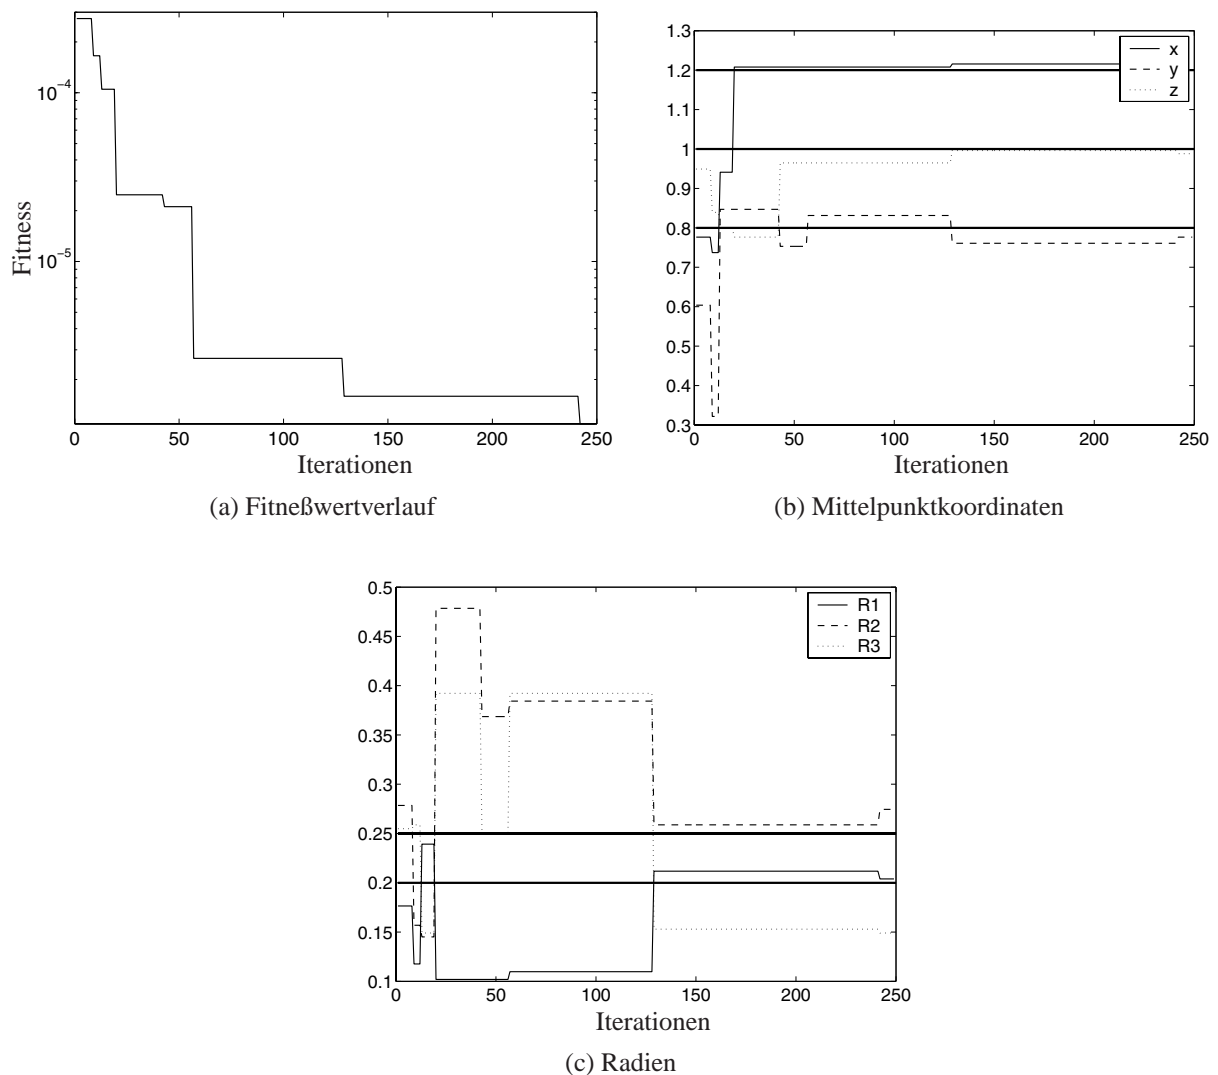 10^-4
10^-5
Fitness
0 50 100 150 200 250
Iterationen
(a) Fitneßwertverlauf
1.3
1.2
1.1
1
0.9
0.8
0.7
0.6
0.5
0.4
0.3
x
y
z
0 50 100 150 200 250
Iterationen
(b) Mittelpunktkoordinaten
0.5
0.45
0.4
0.35
0.3
0.25
0.2
0.15
0.1
R1
R2
R3
0 50 100 150 200 250
Iterationen
(c) Radien